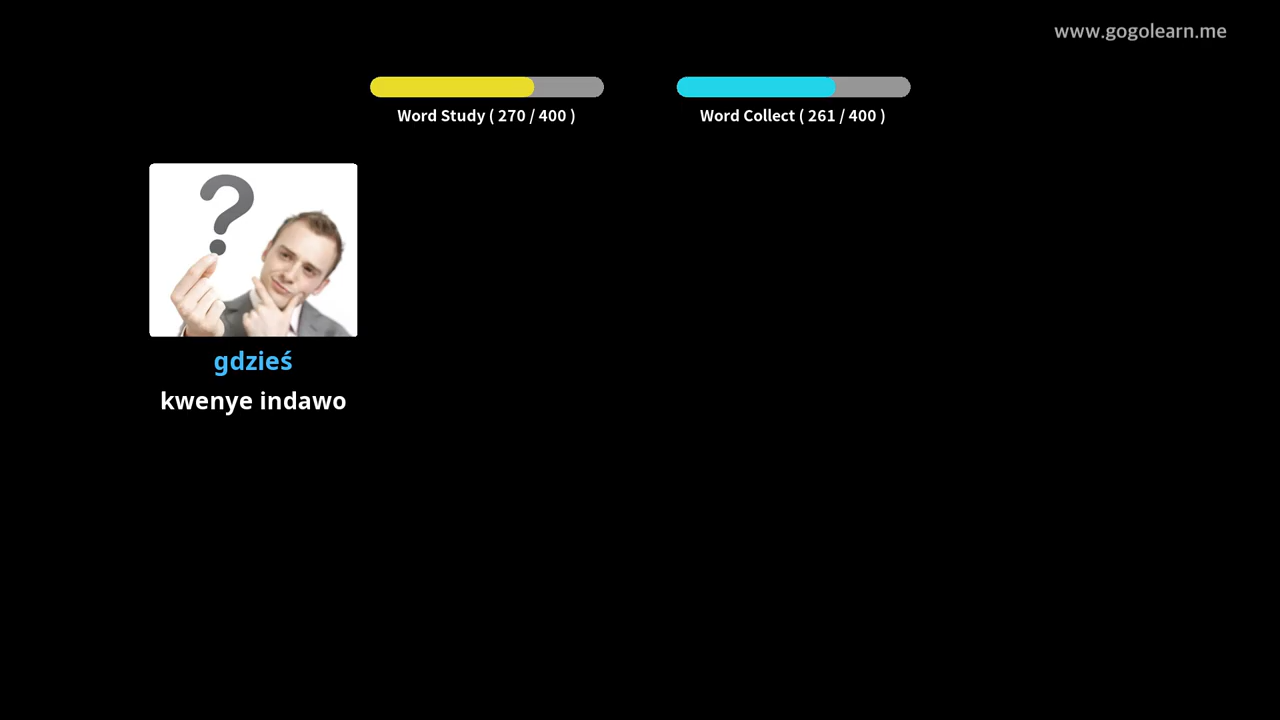 www.gogolearn.me
Word Study ( 270 / 400 )
Word Collect ( 261 / 400 )
?
gdzieś
kwenye indawo